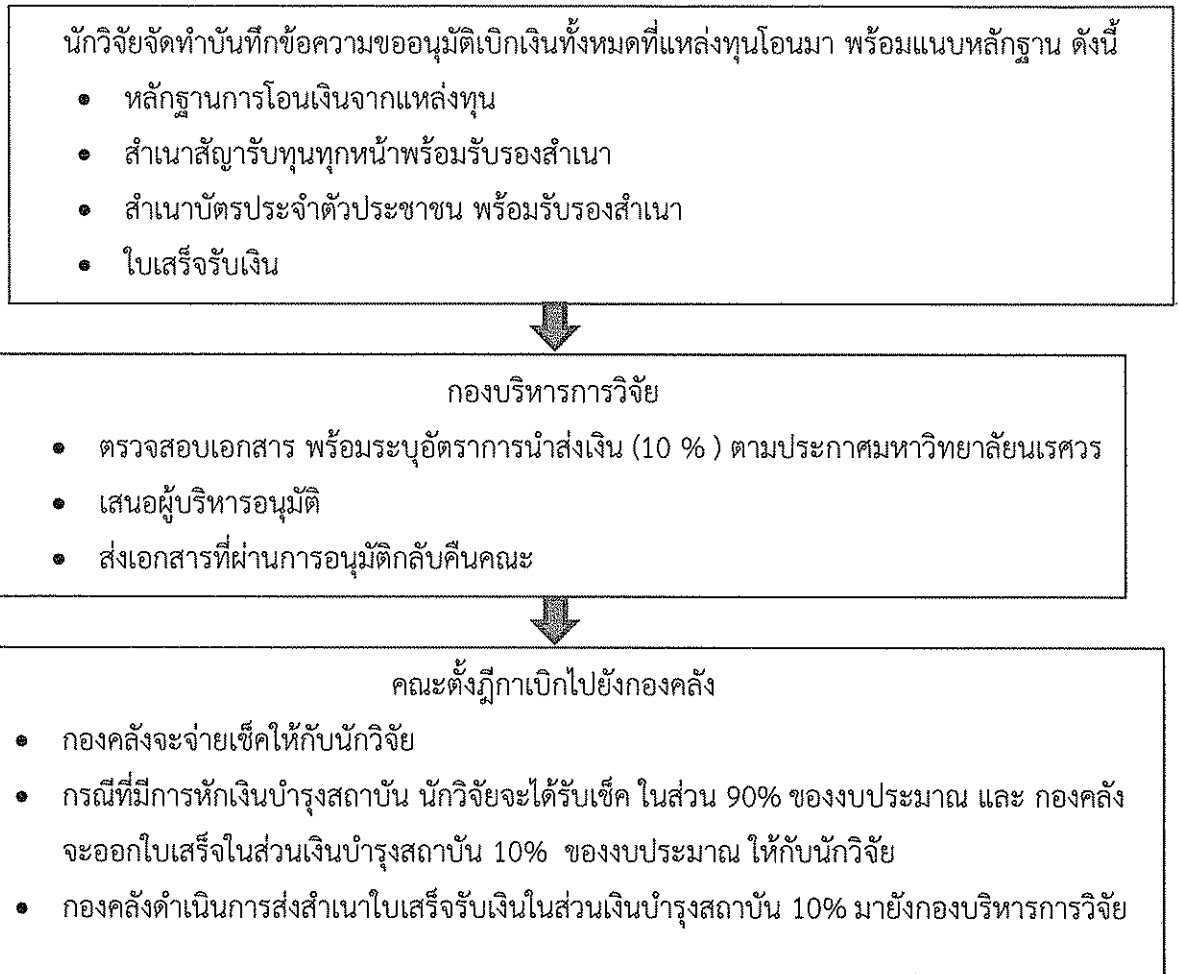 นักวิจัยจัดทำบันทึกข้อความขออนุมัติเบิกเงินทั้งหมดที่แหล่งทุนโอนมา พร้อมแนบหลักฐาน ดังนี้
• หลักฐานการโอนเงินจากแหล่งทุน
• สำเนาสัญารับทุนทุกหน้าพร้อมรับรองสำเนา
• สำเนาบัตรประจำตัวประชาชน พร้อมรับรองสำเนา
• ใบเสร็จรับเงิน
กองบริหารการวิจัย
• ตรวจสอบเอกสาร พร้อมระบุอัตราการนำส่งเงิน (10 % ) ตามประกาศมหาวิทยาลัยนเรศวร
• เสนอผู้บริหารอนุมัติ
• ส่งเอกสารที่ผ่านการอนุมัติกลับคืนคณะ
คณะตั้งฎีกาเบิกไปยังกองคลัง
• กองคลังจะจ่ายเช็คให้กับนักวิจัย
• กรณีที่มีการหักเงินบำรุงสถาบัน นักวิจัยจะได้รับเช็ค ในส่วน 90% ของงบประมาณ และ กองคลัง
จะออกใบเสร็จในส่วนเงินบำรุงสถาบัน 10% ของงบประมาณ ให้กับนักวิจัย
• กองคลังดำเนินการส่งสำเนาใบเสร็จรับเงินในส่วนเงินบำรุงสถาบัน 10% มายังกองบริหารการวิจัย